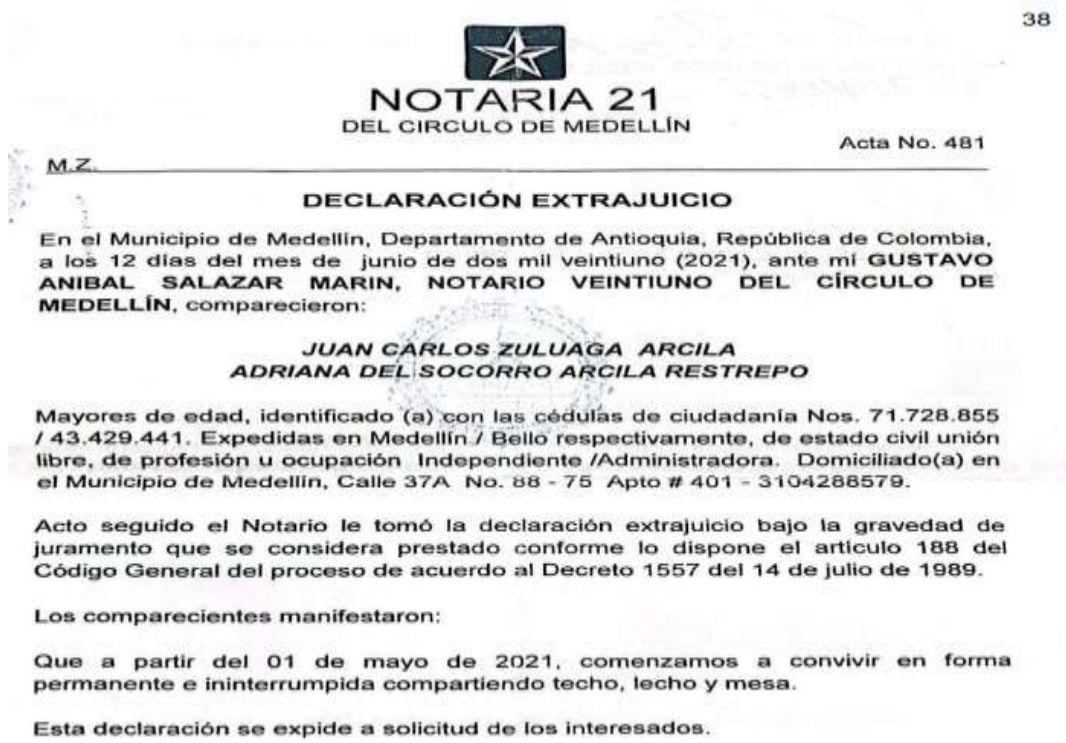 38
NOTARIA 21
DEL CIRCULO DE MEDELLÍN
Acta No. 481
M.Z.
DECLARACIÓN EXTRAJUICIO
En el Municipio de Medellín, Departamento de Antioquia, República de Colombia,
a los 12 días del mes de junio de dos mil veintiuno (2021), ante mí GUSTAVO
ANIBAL SALAZAR MARIN, NOTARIO VEINTIUNO DEL CÍRCULO DE
MEDELLÍN, comparecieron:
JUAN CARLOS ZULUAGA ARCILA
ADRIANA DEL SOCORRO ARCILA RESTREPO
Mayores de edad, identificado (a) con las cédulas de ciudadanía Nos. 71.728.855
/ 43.429.441. Expedidas en Medellín / Bello respectivamente, de estado civil unión
libre, de profesión u ocupación Independiente /Administradora. Domiciliado(a) en
el Municipio de Medellín, Calle 37A No. 88 - 75 Apto # 401 - 3104288579.
Acto seguido el Notario le tomó la declaración extrajuicio bajo la gravedad de
juramento que se considera prestado conforme lo dispone el artículo 188 del
Código General del proceso de acuerdo al Decreto 1557 del 14 de julio de 1989.
Los comparecientes manifestaron:
Que a partir del 01 de mayo de 2021, comenzamos a convivir en forma
permanente e ininterrumpida compartiendo techo, lecho y mesa.
Esta declaración se expide a solicitud de los interesados.